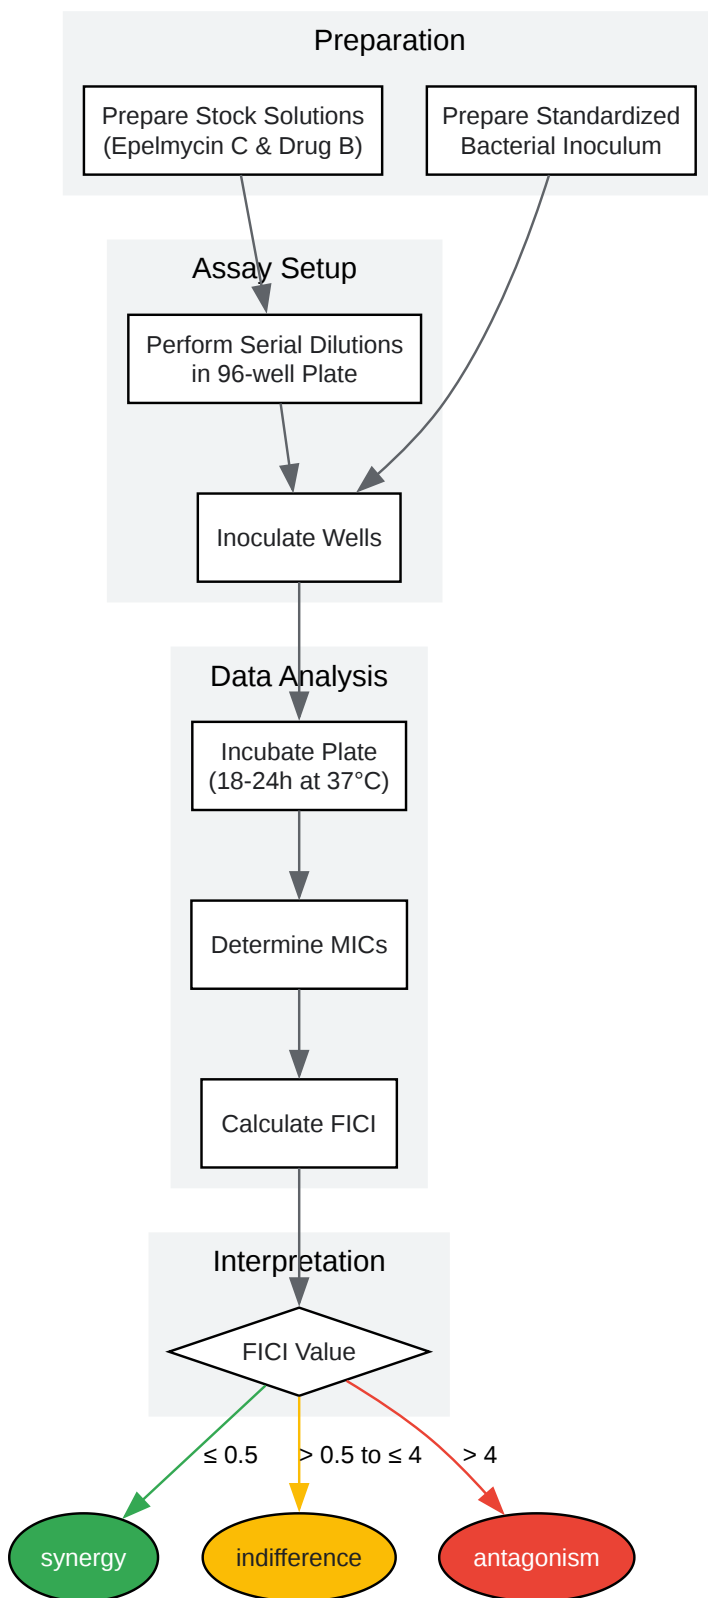 Preparation
Prepare Stock Solutions
(Epelmycin C & Drug B)
Prepare Standardized
Bacterial Inoculum
Assay Setup
Perform Serial Dilutions
in 96-well Plate
Inoculate Wells
Data Analysis
Incubate Plate
(18-24h at 37°C)
Determine MICs
Calculate FICI
Interpretation
FICI Value
≤ 0.5
> 0.5 to ≤ 4
> 4
synergy
indifference
antagonism